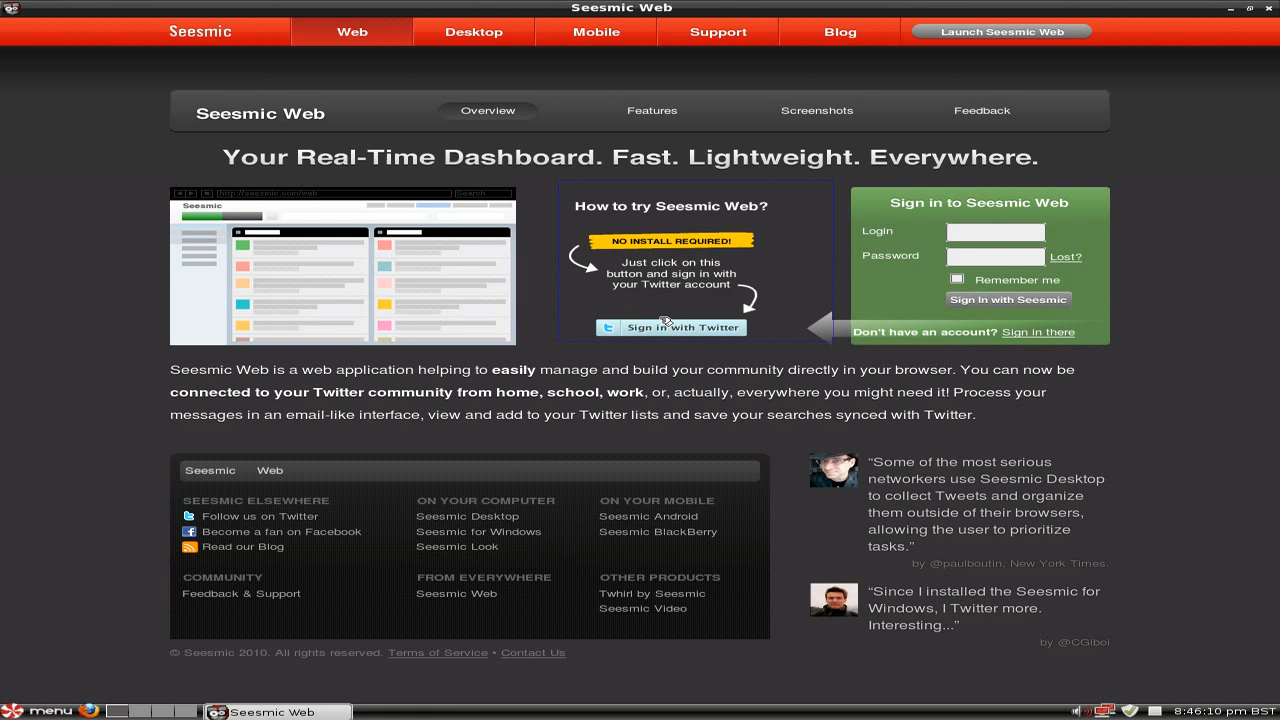 Seesmic Web
Seesmic Web Desktop Mobile Support Blog Launch Seesmic Web
Seesmic Web Overview Features Screenshots Feedback
Your Real-Time Dashboard. Fast. Lightweight. Everywhere.
http://seesmic.com/web Search
Seesmic
How to try Seesmic Web?
NO INSTALL REQUIRED!
Just click on this
button and sign in with
your Twitter account
Sign in with Twitter
Sign in to Seesmic Web
Login
Password Lost?
Remember me
Sign In with Seesmic
Don't have an account? Sign in there
Seesmic Web is a web application helping to easily manage and build your community directly in your browser. You can now be
connected to your Twitter community from home, school, work, or, actually, everywhere you might need it! Process your
messages in an email-like interface, view and add to your Twitter lists and save your searches synced with Twitter.
Seesmic Web
SEESMIC ELSEWHERE
Follow us on Twitter
Become a fan on Facebook
Read our Blog
ON YOUR COMPUTER
Seesmic Desktop
Seesmic for Windows
Seesmic Look
ON YOUR MOBILE
Seesmic Android
Seesmic BlackBerry
COMMUNITY
Feedback & Support
FROM EVERYWHERE
Seesmic Web
OTHER PRODUCTS
Twhirl by Seesmic
Seesmic Video
“Some of the most serious
networkers use Seesmic Desktop
to collect Tweets and organize
them outside of their browsers,
allowing the user to prioritize
tasks.”
by @paulboutin, New York Times.
“Since I installed the Seesmic for
Windows, I Twitter more.
Interesting...”
by @CGiboi
© Seesmic 2010. All rights reserved. Terms of Service • Contact Us
menu Seesmic Web 8:46:10 pm BST